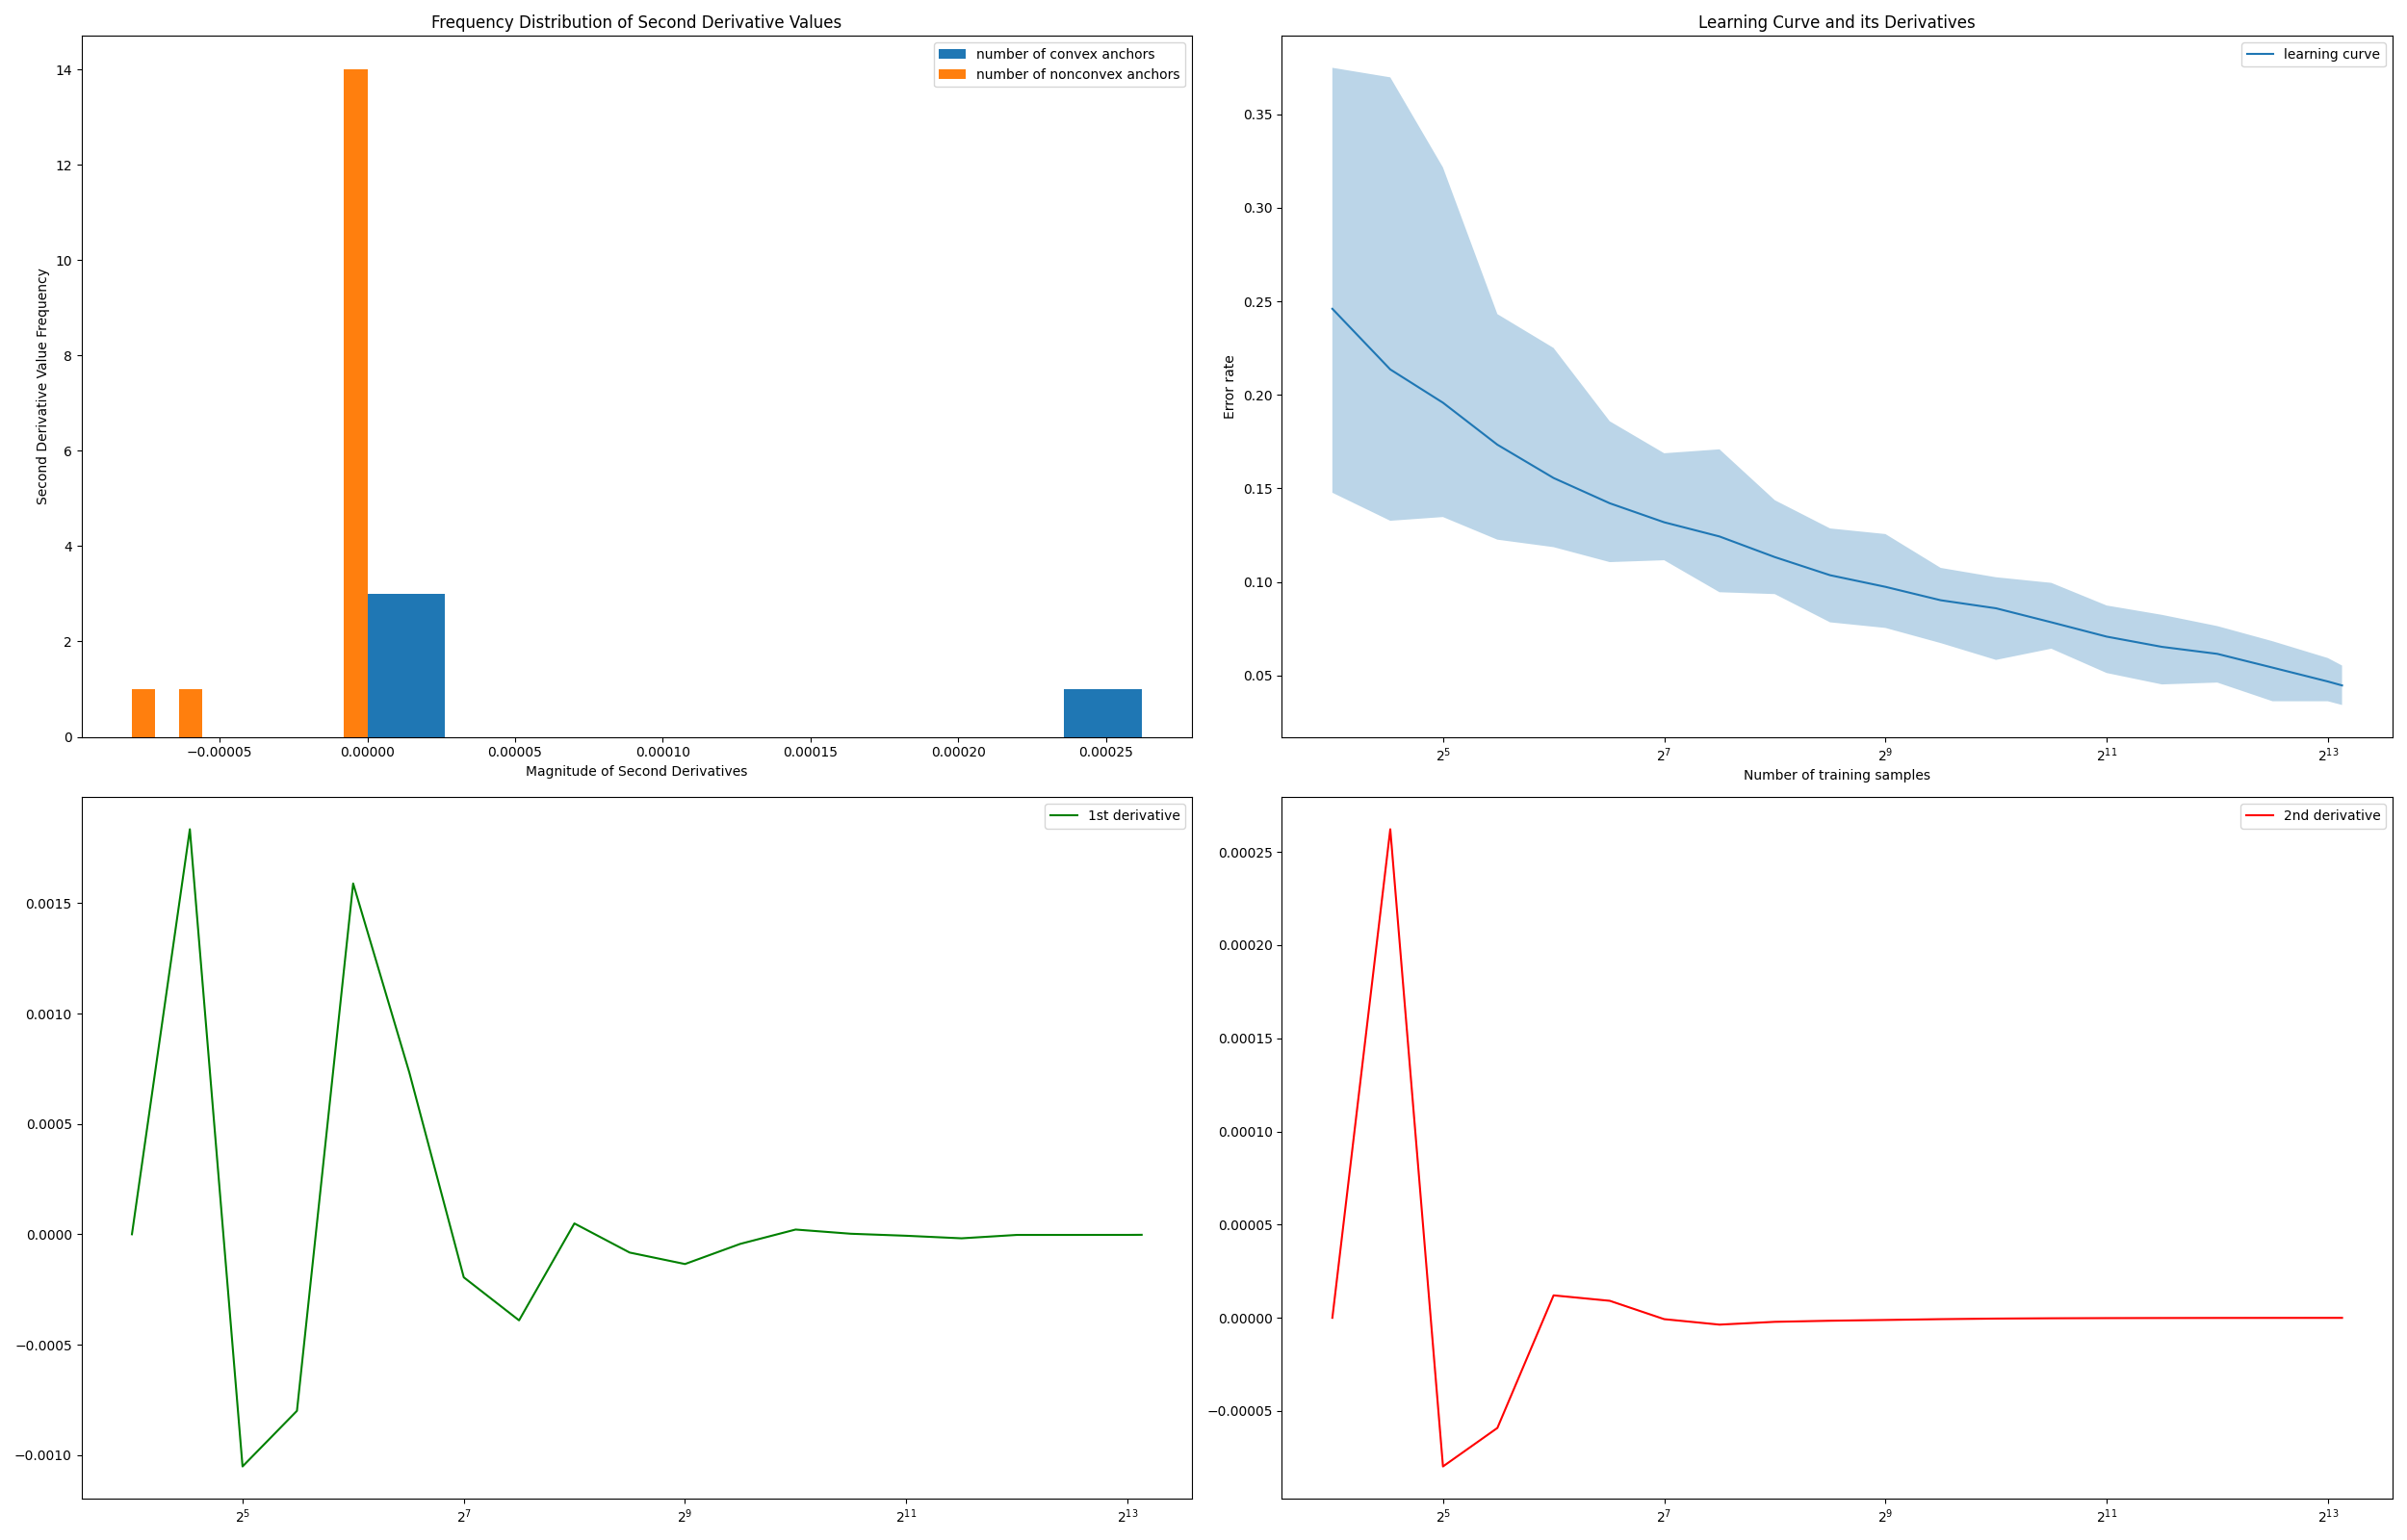 Frequency Distribution of Second Derivative Values
number of convex anchors
number of nonconvex anchors
14
12
10
8
6
4
2
0
Second Derivative Value Frequency
−0.00005 0.00000 0.00005 0.00010 0.00015 0.00020 0.00025
Magnitude of Second Derivatives
Learning Curve and its Derivatives
learning curve
0.35
0.30
0.25
0.20
0.15
0.10
0.05
Error rate
2^5 2^7 2^9 2^11 2^13
Number of training samples
1st derivative
0.0015
0.0010
0.0005
0.0000
−0.0005
−0.0010
2^5 2^7 2^9 2^11 2^13
2nd derivative
0.00025
0.00020
0.00015
0.00010
0.00005
0.00000
−0.00005
2^5 2^7 2^9 2^11 2^13